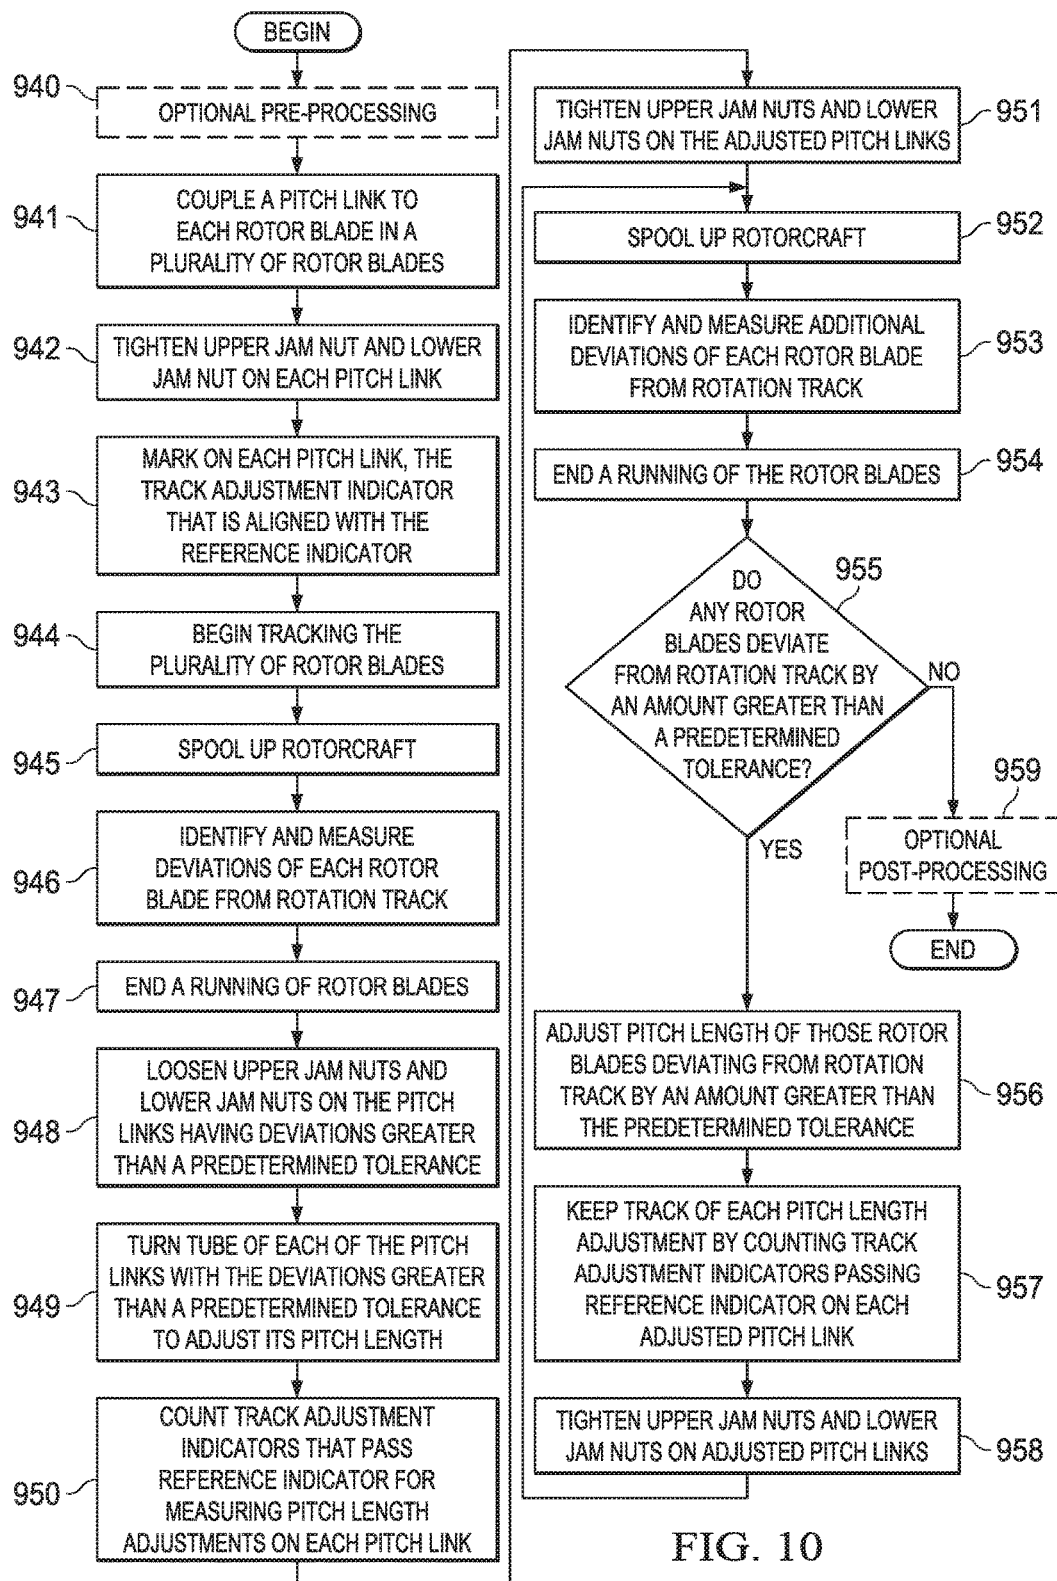 BEGIN
940
OPTIONAL PRE-PROCESSING
941
COUPLE A PITCH LINK TO
EACH ROTOR BLADE IN A
PLURALITY OF ROTOR BLADES
942
TIGHTEN UPPER JAM NUT AND LOWER
JAM NUT ON EACH PITCH LINK
943
MARK ON EACH PITCH LINK, THE
TRACK ADJUSTMENT INDICATOR
THAT IS ALIGNED WITH THE
REFERENCE INDICATOR
944
BEGIN TRACKING THE
PLURALITY OF ROTOR BLADES
945
SPOOL UP ROTORCRAFT
946
IDENTIFY AND MEASURE
DEVIATIONS OF EACH ROTOR
BLADE FROM ROTATION TRACK
947
END A RUNNING OF ROTOR BLADES
948
LOOSEN UPPER JAM NUTS AND
LOWER JAM NUTS ON THE PITCH
LINKS HAVING DEVIATIONS GREATER
THAN A PREDETERMINED TOLERANCE
949
TURN TUBE OF EACH OF THE PITCH
LINKS WITH THE DEVIATIONS GREATER
THAN A PREDETERMINED TOLERANCE
TO ADJUST ITS PITCH LENGTH
950
COUNT TRACK ADJUSTMENT
INDICATORS THAT PASS
REFERENCE INDICATOR FOR
MEASURING PITCH LENGTH
ADJUSTMENTS ON EACH PITCH LINK
951
TIGHTEN UPPER JAM NUTS AND LOWER
JAM NUTS ON THE ADJUSTED PITCH LINKS
952
SPOOL UP ROTORCRAFT
953
IDENTIFY AND MEASURE ADDITIONAL
DEVIATIONS OF EACH ROTOR BLADE
FROM ROTATION TRACK
954
END A RUNNING OF THE ROTOR BLADES
955
DO
ANY ROTOR
BLADES DEVIATE
FROM ROTATION TRACK BY
AN AMOUNT GREATER THAN
A PREDETERMINED
TOLERANCE?
NO
YES
959
OPTIONAL
POST-PROCESSING
END
956
ADJUST PITCH LENGTH OF THOSE ROTOR
BLADES DEVIATING FROM ROTATION
TRACK BY AN AMOUNT GREATER THAN
THE PREDETERMINED TOLERANCE
957
KEEP TRACK OF EACH PITCH LENGTH
ADJUSTMENT BY COUNTING TRACK
ADJUSTMENT INDICATORS PASSING
REFERENCE INDICATOR ON EACH
ADJUSTED PITCH LINK
958
TIGHTEN UPPER JAM NUTS AND LOWER
JAM NUTS ON ADJUSTED PITCH LINKS
FIG. 10